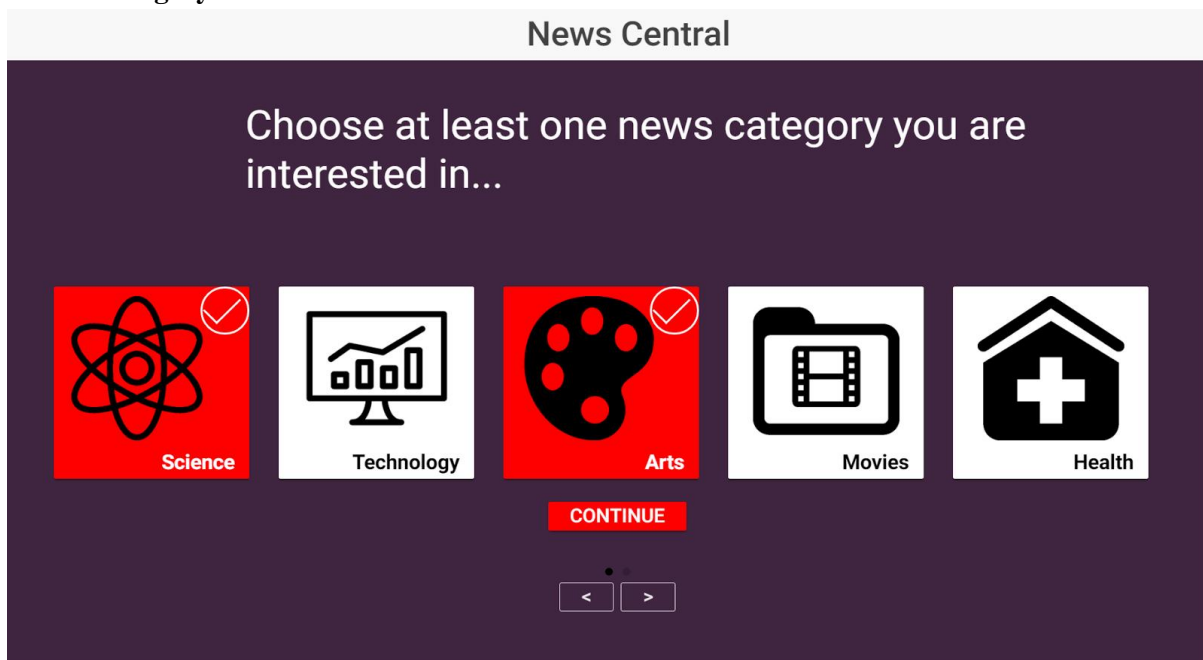 News Central
Choose at least one news category you are
interested in...
Science
Technology
Arts
Movies
Health
CONTINUE
< >